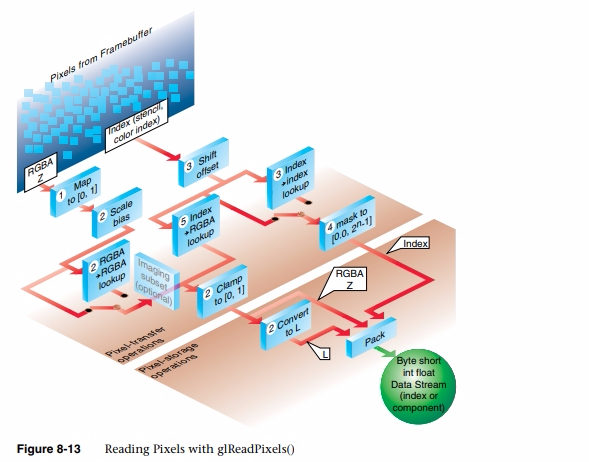 Pixels from Framebuffer
Index (stencil,
color index)
RGBA
Z
1 Map
to [0, 1]
2 Scale
bias
3 Shift
offset
3 Index
→index
lookup
5 Index
→RGBA
lookup
4 mask to
[0.0, 2n-1]
Index
2 RGBA
→RGBA
lookup
Imaging
subset
(optional)
2 Clamp
to [0, 1]
RGBA
Z
2 Convert
to L
L
Pack
Pixel-transfer
operations
Pixel-storage
operations
Byte short
int float
Data Stream
(index or
component)
Figure 8-13 Reading Pixels with glReadPixels()